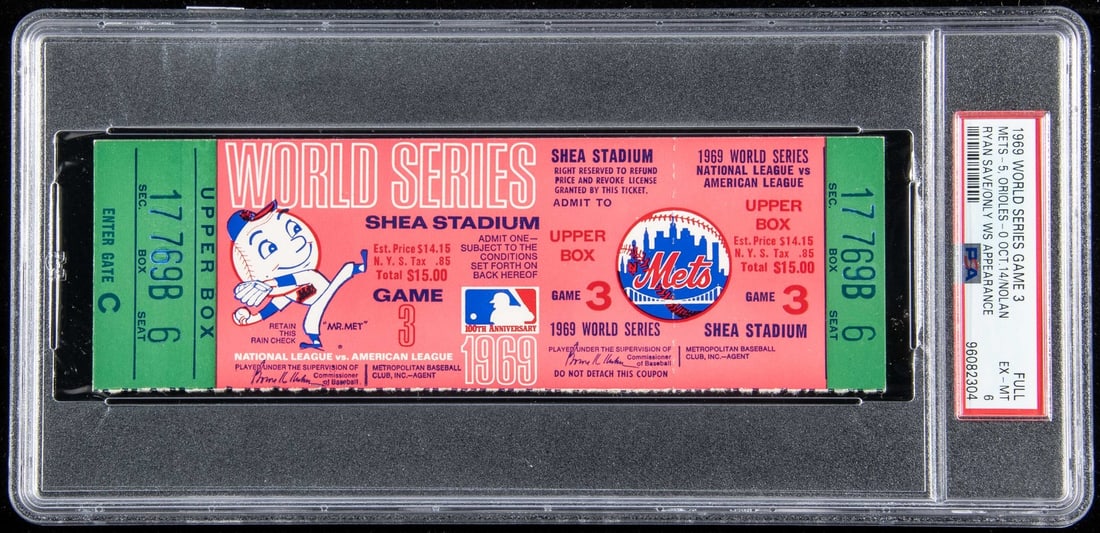 SEC.
17
BOX
769B
SEAT
6
ENTER GATE C
UPPER BOX
WORLD SERIES
SHEA STADIUM
Est. Price $14.15
N.Y.S. Tax .85
Total $15.00
ADMIT ONE—
SUBJECT TO THE
CONDITIONS
SET FORTH ON
BACK HEREOF
GAME
3
RETAIN
THIS
RAIN CHECK
"MR. MET"
100TH ANNIVERSARY
1969
NATIONAL LEAGUE vs. AMERICAN LEAGUE
PLAYED UNDER THE SUPERVISION OF
Commissioner
of Baseball
METROPOLITAN BASEBALL
CLUB, INC.—AGENT
SHEA STADIUM
RIGHT RESERVED TO REFUND
PRICE AND REVOKE LICENSE
GRANTED BY THIS TICKET.
ADMIT TO
UPPER
BOX
GAME 3
1969 WORLD SERIES
PLAYED UNDER THE SUPERVISION OF
Commissioner
of Baseball
DO NOT DETACH THIS COUPON
Mets
1969 WORLD SERIES
NATIONAL LEAGUE vs
AMERICAN LEAGUE
UPPER
BOX
Est. Price $14.15
N.Y.S. Tax .85
Total $15.00
GAME 3
SHEA STADIUM
METROPOLITAN BASEBALL
CLUB, INC.—AGENT
SEC.
17
BOX
769B
SEAT
6
1969 WORLD SERIES GAME 3
METS-5, ORIOLES-0 OCT.14/NOLAN
RYAN SAVE/ONLY WS APPEARANCE
PSA
FULL
EX-MT 6
96082304